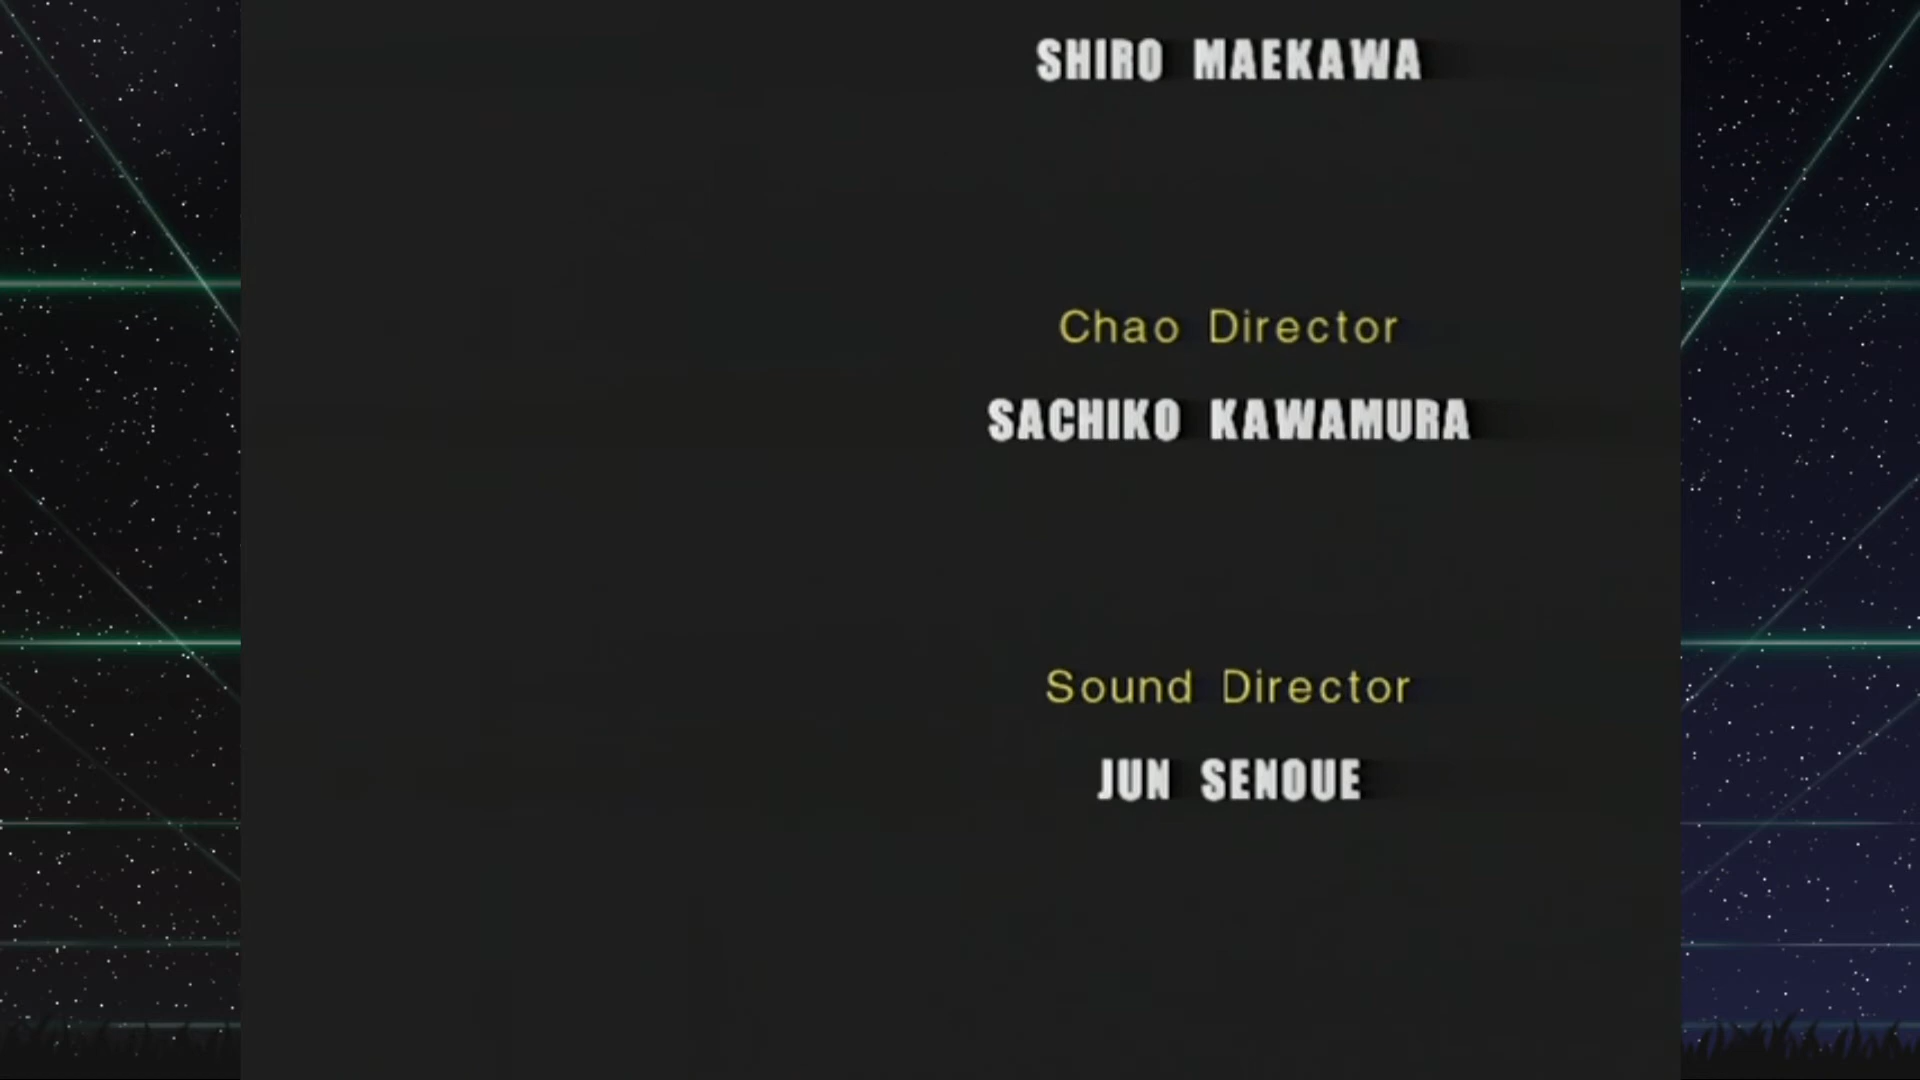 SHIRO MAEKAWA
Chao Director
SACHIKO KAWAMURA
Sound Director
JUN SENOUE